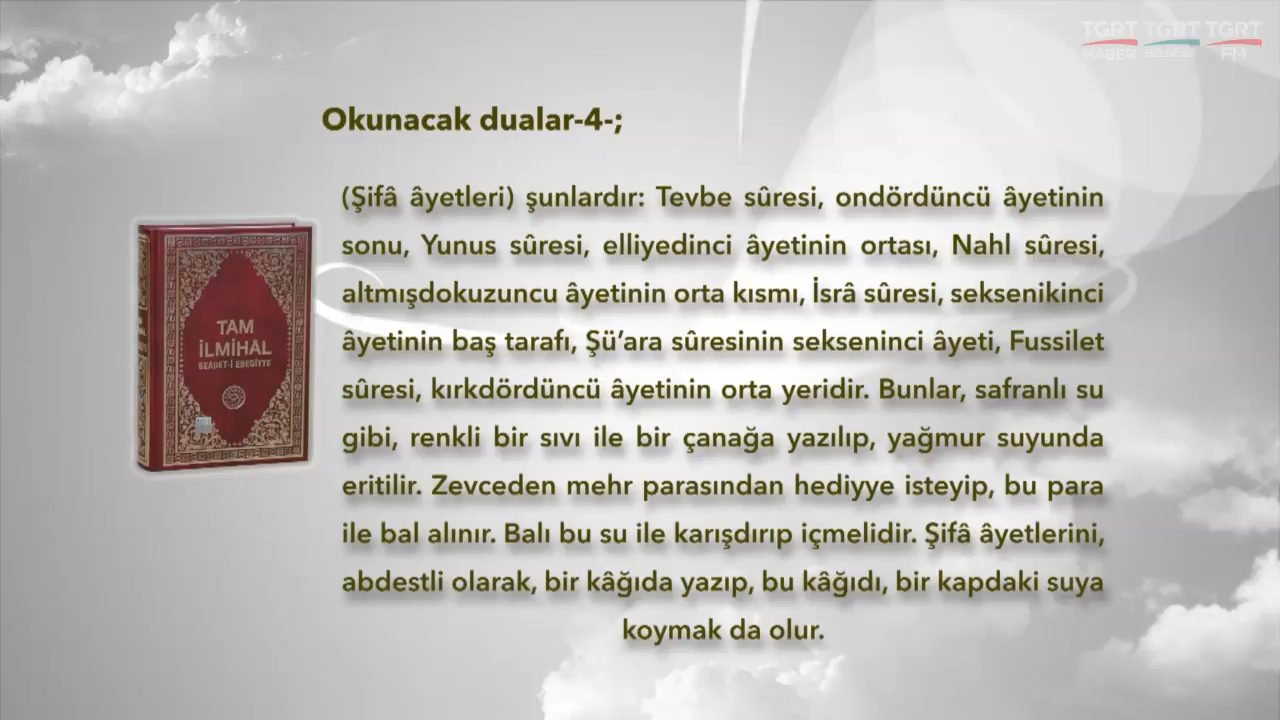 TGRT TGRT TGRT
HABER BELGESEL FM
Okunacak dualar-4-;
(Şifâ âyetleri) şunlardır: Tevbe sûresi, ondördüncü âyetinin
sonu, Yunus sûresi, elliyedinci âyetinin ortası, Nahl sûresi,
altmışdokuzuncu âyetinin orta kısmı, İsrâ sûresi, seksenikinci
âyetinin baş tarafı, Şü’ara sûresinin sekseninci âyeti, Fussilet
sûresi, kırkdördüncü âyetinin orta yeridir. Bunlar, safranlı su
gibi, renkli bir sıvı ile bir çanağa yazılıp, yağmur suyunda
eritilir. Zevceden mehr parasından hediyye isteyip, bu para
ile bal alınır. Balı bu su ile karışdırıp içmelidir. Şifâ âyetlerini,
abdestli olarak, bir kâğıda yazıp, bu kâğıdı, bir kapdaki suya
koymak da olur.
TAM
İLMİHAL
SEADET-İ EBEDİYYE